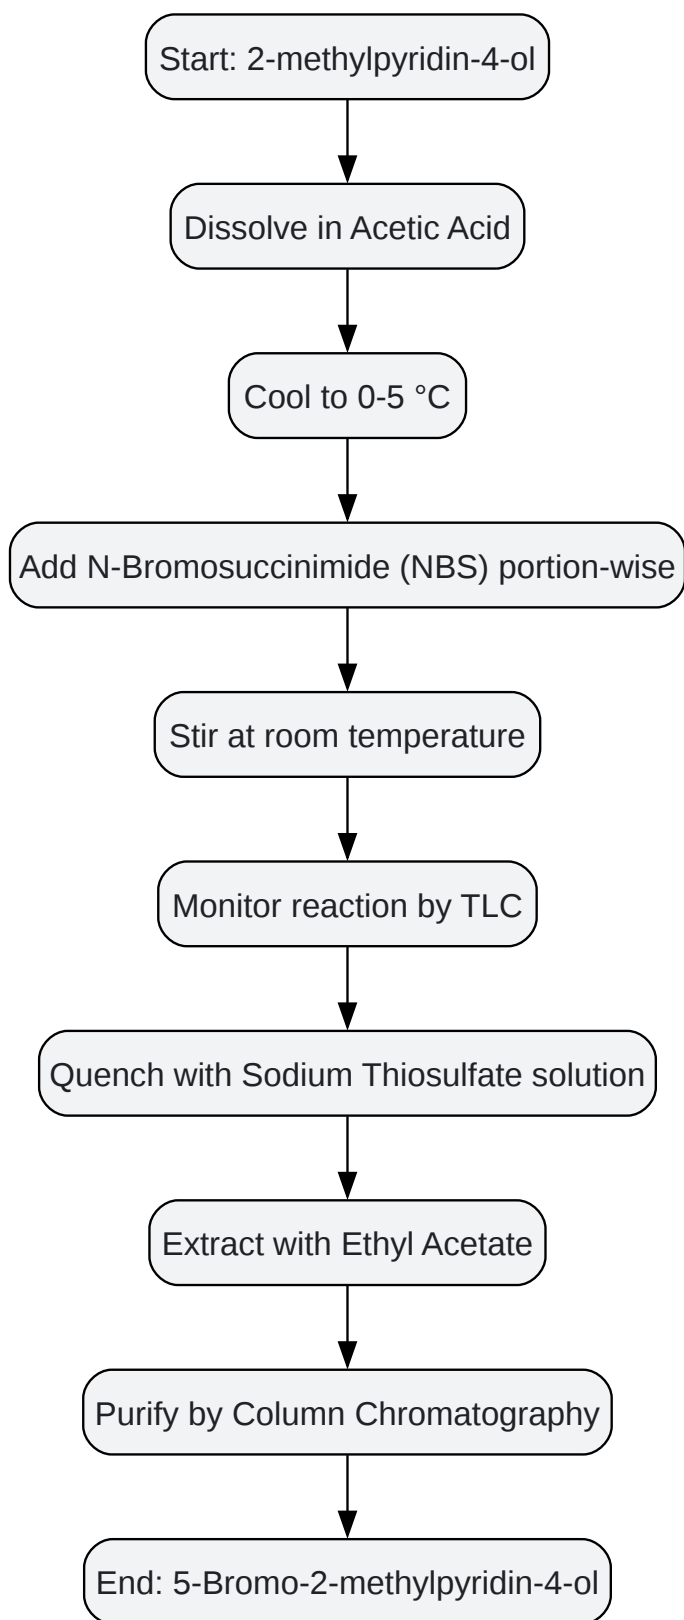 Start: 2-methylpyridin-4-ol
Dissolve in Acetic Acid
Cool to 0-5 °C
Add N-Bromosuccinimide (NBS) portion-wise
Stir at room temperature
Monitor reaction by TLC
Quench with Sodium Thiosulfate solution
Extract with Ethyl Acetate
Purify by Column Chromatography
End: 5-Bromo-2-methylpyridin-4-ol